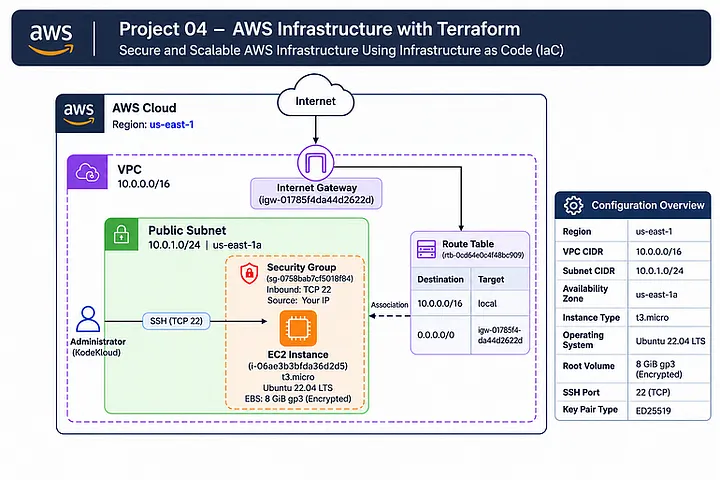 aws
Project 04 – AWS Infrastructure with Terraform
Secure and Scalable AWS Infrastructure Using Infrastructure as Code (IaC)
aws
AWS Cloud
Region: us-east-1
Internet
VPC
10.0.0.0/16
Internet Gateway
(igw-01785f4da44d2622d)
Public Subnet
10.0.1.0/24 | us-east-1a
Security Group
(sg-0758bab7cf5018f84)
Inbound: TCP 22
Source: Your IP
SSH (TCP 22)
Administrator
(KodeKloud)
EC2 Instance
(i-06ae3b3bfda36d2d5)
t3.micro
Ubuntu 22.04 LTS
EBS: 8 GiB gp3 (Encrypted)
Association
Route Table
(rtb-0cd64e0c4f48bc909)
Destination Target
10.0.0.0/16 local
0.0.0.0/0 igw-01785f4-
da44d2622d
Configuration Overview
Region us-east-1
VPC CIDR 10.0.0.0/16
Subnet CIDR 10.0.1.0/24
Availability
Zone us-east-1a
Instance Type t3.micro
Operating
System Ubuntu 22.04 LTS
Root Volume 8 GiB gp3
(Encrypted)
SSH Port 22 (TCP)
Key Pair Type ED25519